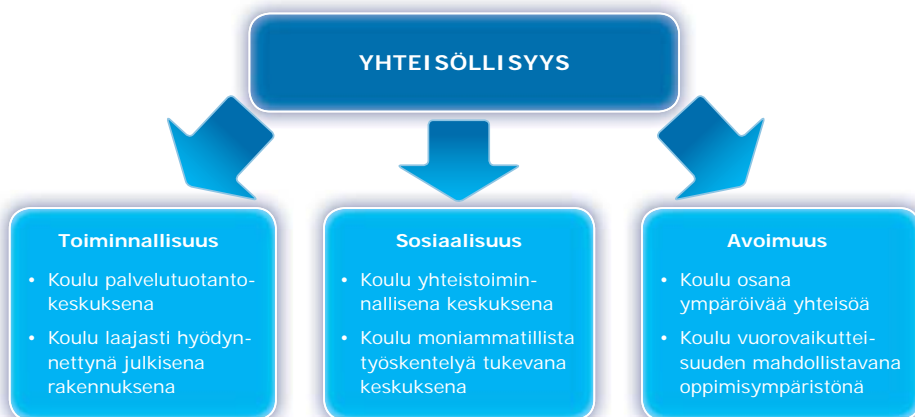 YHTEISÖLLISYYS
Toiminnallisuus
• Koulu palvelutuotanto-
keskuksena
• Koulu laajasti hyödyn-
nettynä julkisena
rakennuksena
Sosiaalisuus
• Koulu yhteistoimin-
nallisena keskuksena
• Koulu moniammatillista
työskentelyä tukevana
keskuksena
Avoimuus
• Koulu osana
ympäröivää yhteisöä
• Koulu vuorovaikuttei-
suuden mahdollistavana
oppimisympäristönä